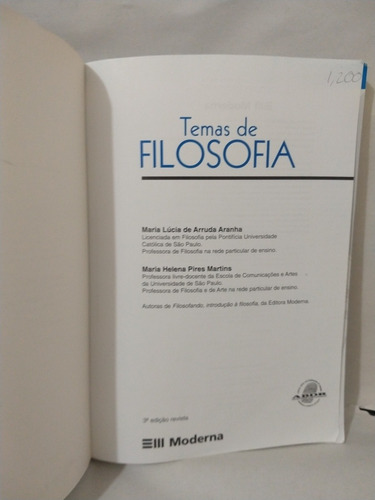 1,200
Temas de
FILOSOFIA
Maria Lúcia de Arruda Aranha
Licenciada em Filosofia pela Pontifícia Universidade
Católica de São Paulo.
Professora de Filosofia na rede particular de ensino.
Maria Helena Pires Martins
Professora livre-docente da Escola de Comunicações e Artes
da Universidade de São Paulo.
Professora de Filosofia e de Arte na rede particular de ensino.
Autoras de Filosofando, introdução à filosofia, da Editora Moderna.
ABDR
3ª edição revista
Moderna